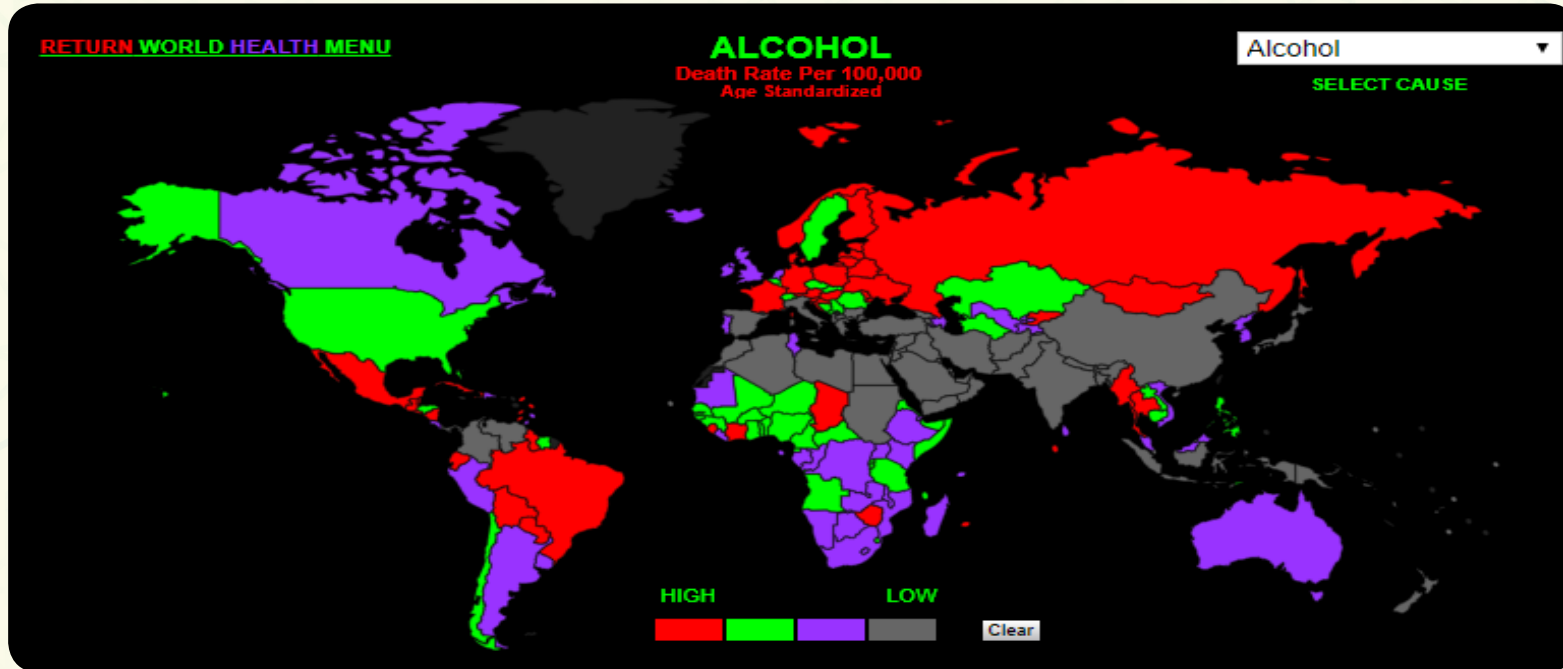 RETURN WORLD HEALTH MENU
ALCOHOL
Death Rate Per 100,000
Age Standardized
Alcohol
SELECT CAUSE
HIGH LOW
Clear